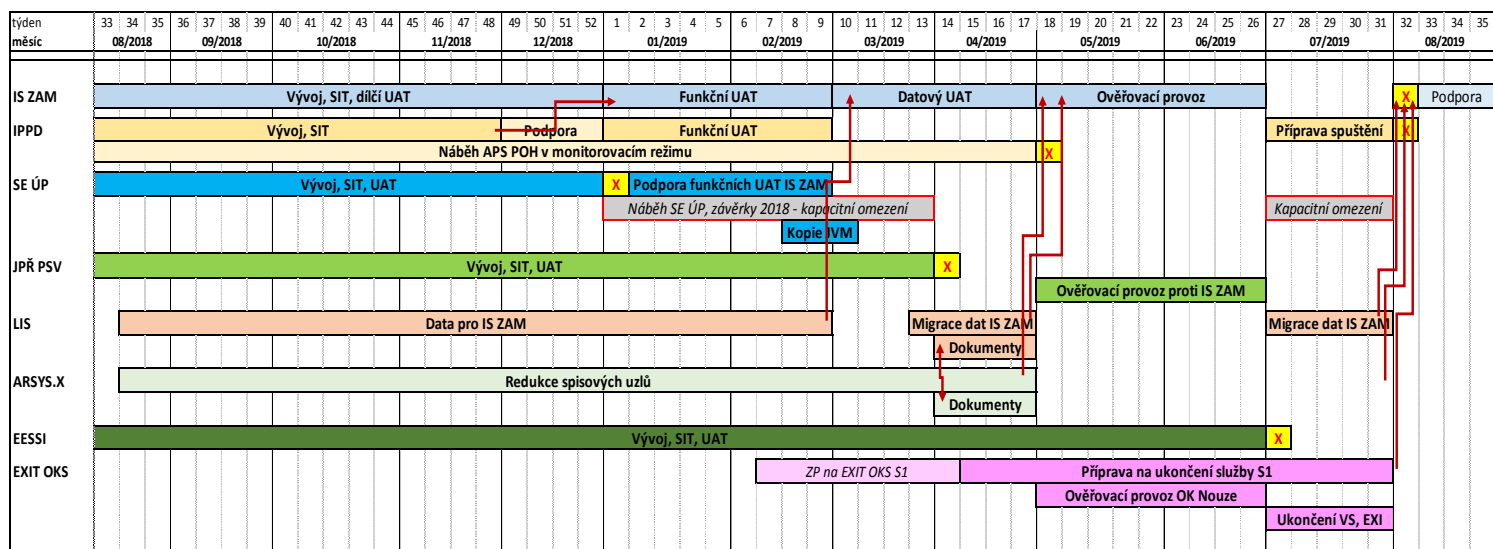 týden 33 34 35 36 37 38 39 40 41 42 43 44 45 46 47 48 49 50 51 52 1 2 3 4 5 6 7 8 9 10 11 12 13 14 15 16 17 18 19 20 21 22 23 24 25 26 27 28 29 30 31 32 33 34 35
měsíc 08/2018 09/2018 10/2018 11/2018 12/2018 01/2019 02/2019 03/2019 04/2019 05/2019 06/2019 07/2019 08/2019
IS ZAM Vývoj, SIT, dílčí UAT Funkční UAT Datový UAT Ověřovací provoz X Podpora
IPPD Vývoj, SIT Podpora Funkční UAT Příprava spuštění X
Náběh APS POH v monitorovacím režimu X
SE ÚP Vývoj, SIT, UAT X Podpora funkčních UAT IS ZAM
Náběh SE ÚP, závěrky 2018 - kapacitní omezení Kapacitní omezení
Kopie JVM
JPŘ PSV Vývoj, SIT, UAT X
Ověřovací provoz proti IS ZAM
LIS Data pro IS ZAM Migrace dat IS ZAM Migrace dat IS ZAM
Dokumenty
ARSYS.X Redukce spisových uzlů
Dokumenty
EESSI Vývoj, SIT, UAT X
EXIT OKS ZP na EXIT OKS S1 Příprava na ukončení služby S1
Ověřovací provoz OK Nouze
Ukončení VS, EXI